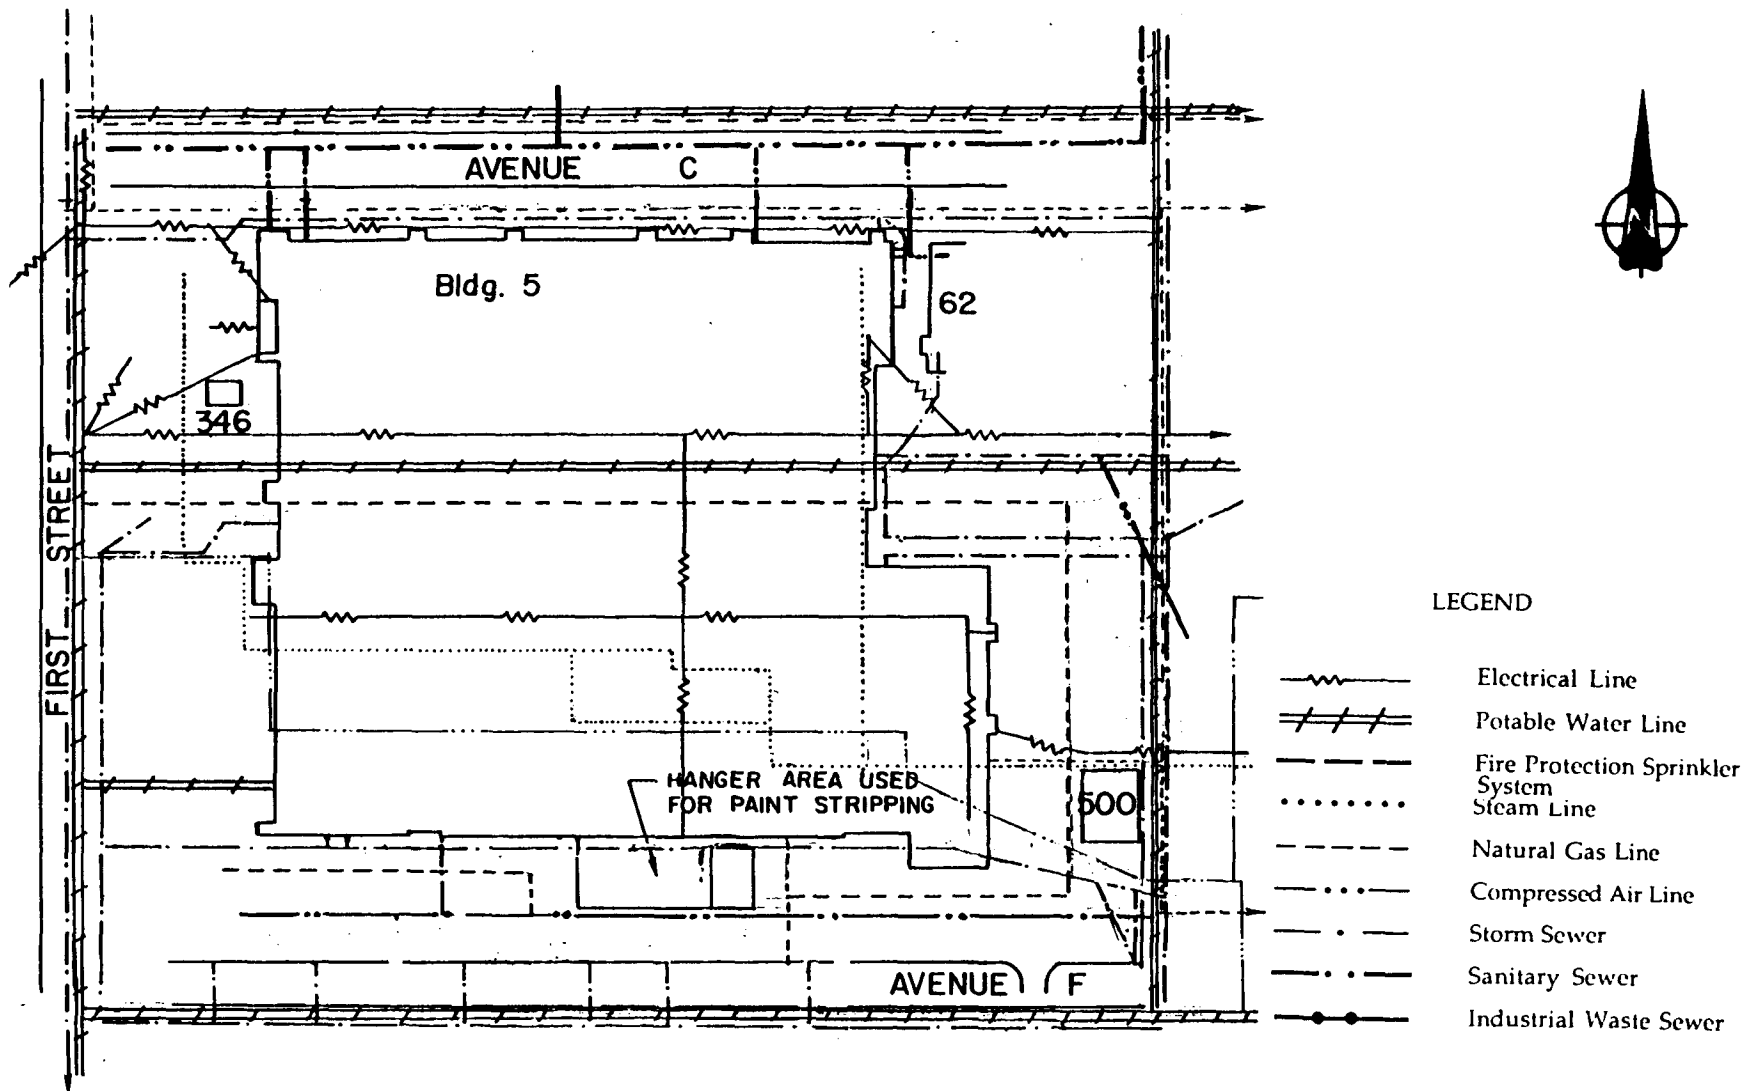 AVENUE C
Bldg. 5
62
346
FIRST STREET
HANGER AREA USED
FOR PAINT STRIPPING
500
AVENUE F
N
LEGEND
Electrical Line
Potable Water Line
Fire Protection Sprinkler
System
Steam Line
Natural Gas Line
Compressed Air Line
Storm Sewer
Sanitary Sewer
Industrial Waste Sewer